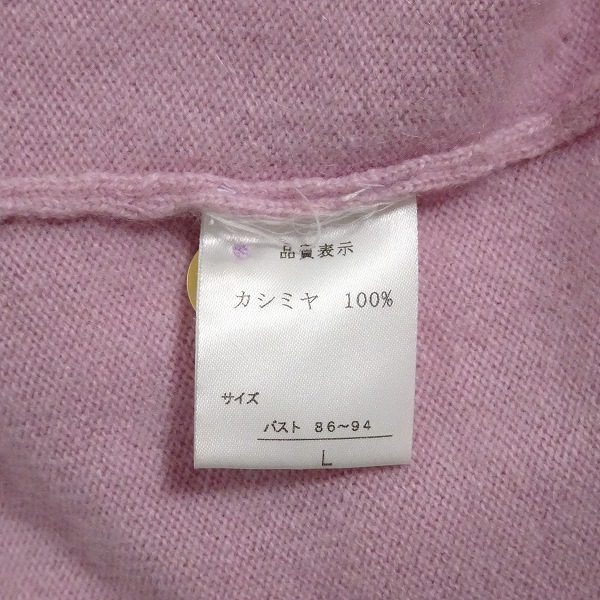 品質表示
カシミヤ 100%
サイズ
バスト 86～94
L